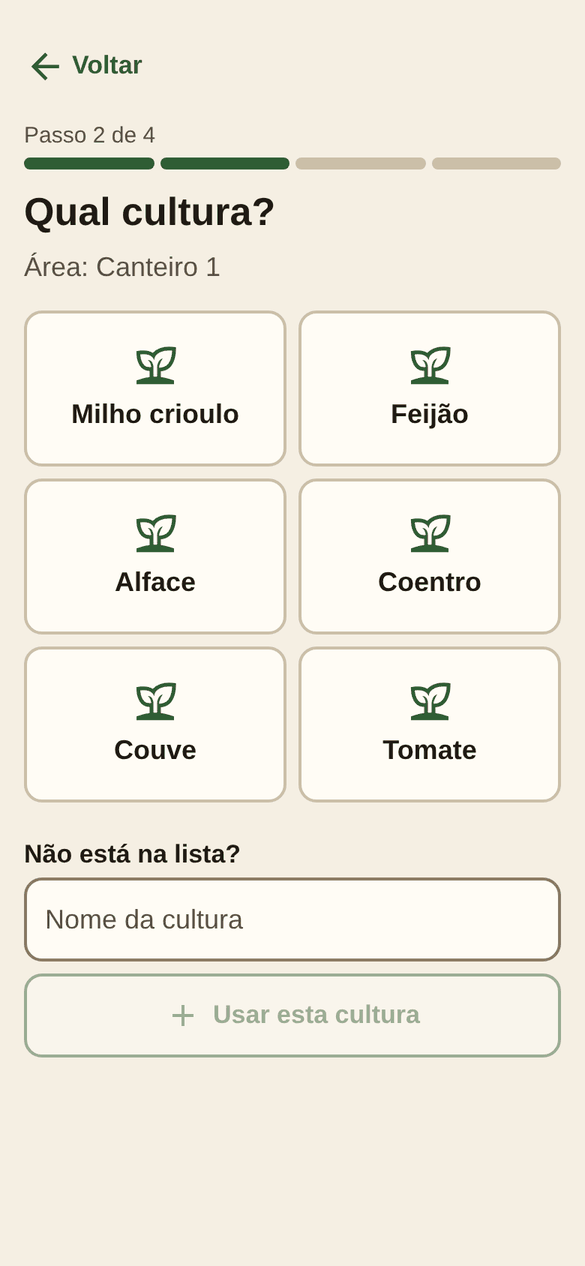 Voltar
Passo 2 de 4
Qual cultura?
Área: Canteiro 1
Milho crioulo
Feijão
Alface
Coentro
Couve
Tomate
Não está na lista?
Nome da cultura
Usar esta cultura